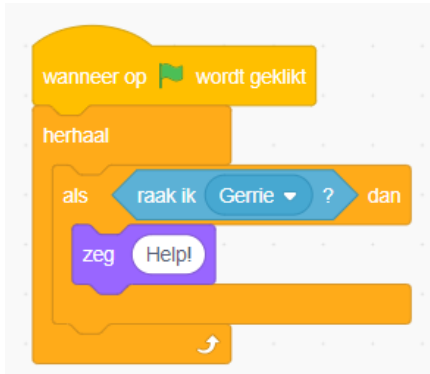 wanneer op wordt geklikt
herhaal
als raak ik Gerrie ? dan
zeg Help!